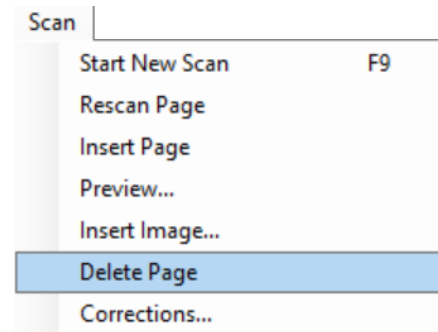 Scan
Start New Scan F9
Rescan Page
Insert Page
Preview...
Insert Image...
Delete Page
Corrections...